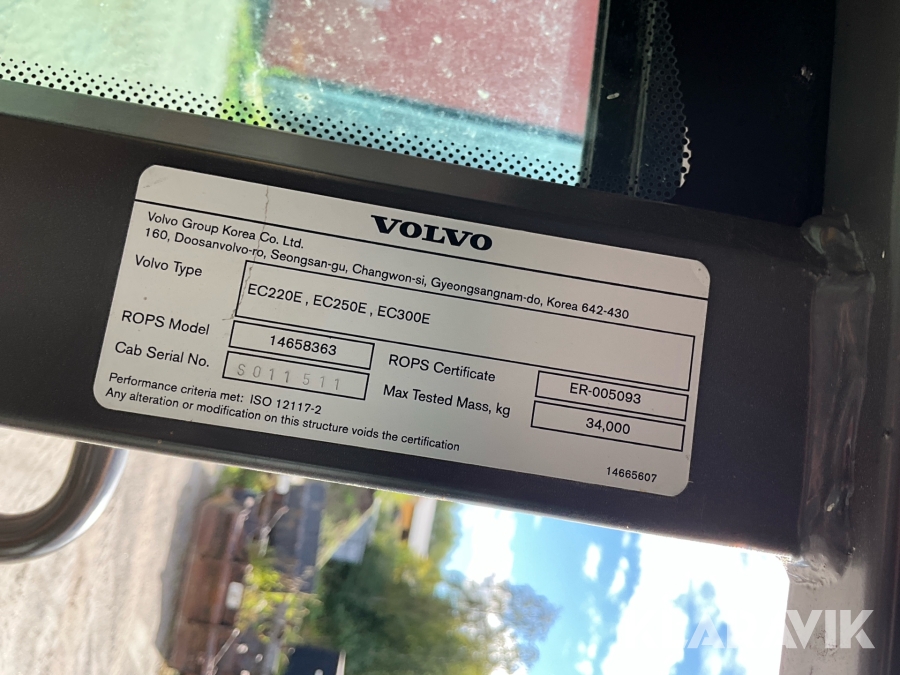 VOLVO
Volvo Group Korea Co. Ltd.
160, Doosanvolvo-ro, Seongsan-gu, Changwon-si, Gyeongsangnam-do, Korea 642-430
Volvo Type EC220E , EC250E , EC300E
ROPS Model 14658363 ROPS Certificate ER-005093
Cab Serial No. S011511 Max Tested Mass, kg 34,000
Performance criteria met: ISO 12117-2
Any alteration or modification on this structure voids the certification
14665607